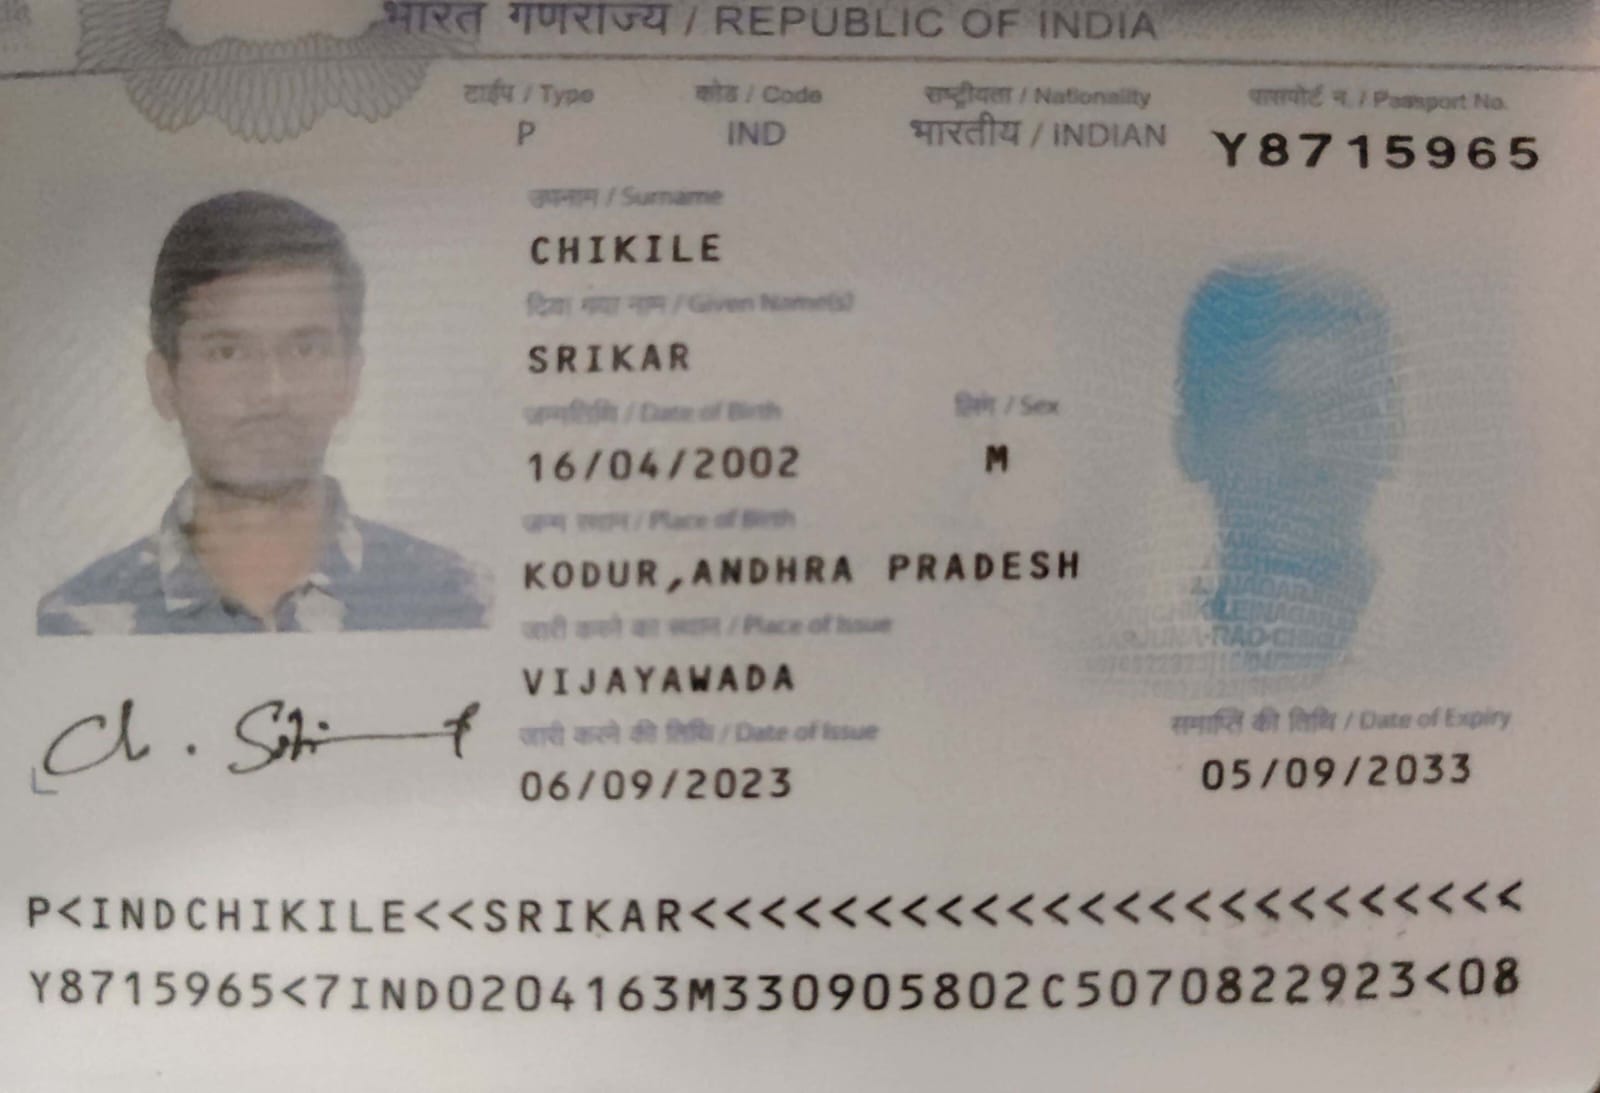 भारत गणराज्य / REPUBLIC OF INDIA
टाईप / Type कोड / Code राष्ट्रीयता / Nationality पासपोर्ट न. / Passport No.
P IND भारतीय / INDIAN Y8715965
उपनाम / Surname
CHIKILE
दिया गया नाम / Given Name(s)
SRIKAR
जन्मतिथि / Date of Birth लिंग / Sex
16/04/2002 M
जन्म स्थान / Place of Birth
KODUR,ANDHRA PRADESH
जारी करने का स्थान / Place of Issue
VIJAYAWADA
जारी करने की तिथि / Date of Issue समाप्ति की तिथि / Date of Expiry
06/09/2023 05/09/2033
P<INDCHIKILE<<SRIKAR<<<<<<<<<<<<<<<<<<<<<<<<
Y8715965<7IND0204163M330905802C5070822923<08